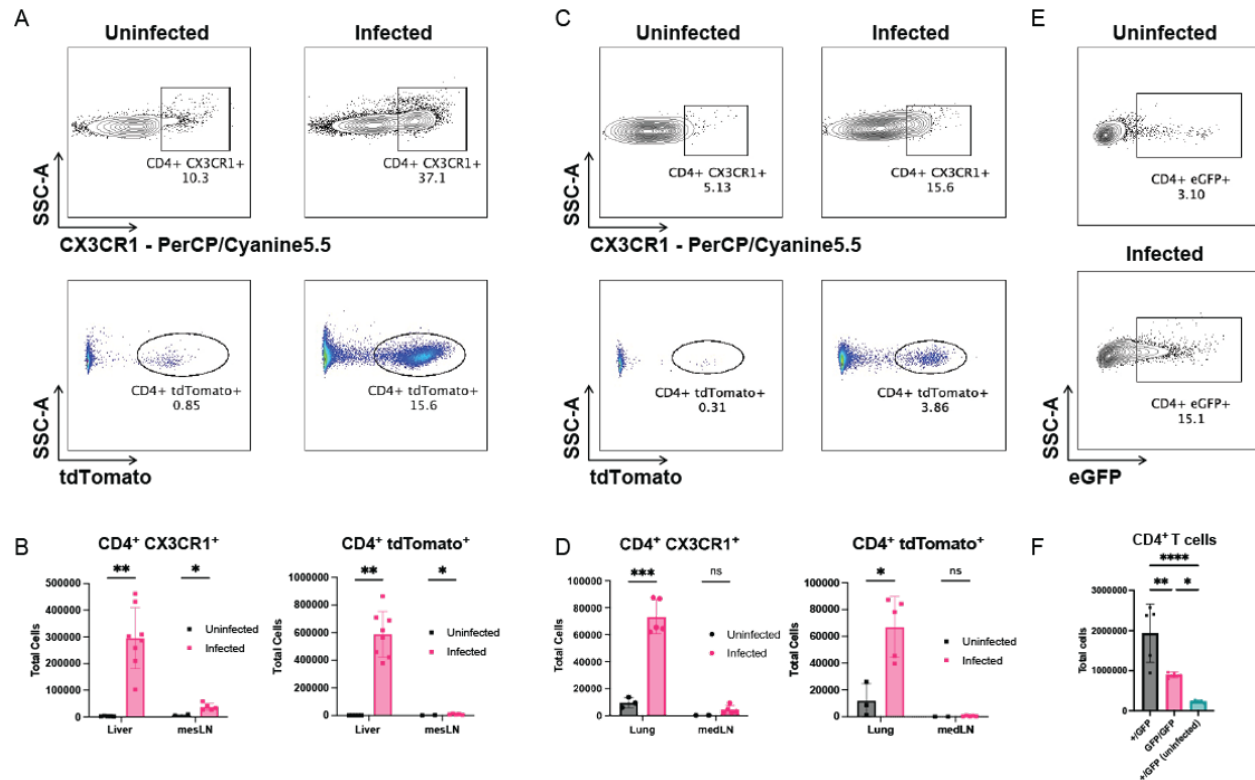 A
Uninfected
Infected
SSC-A
CD4+ CX3CR1+
10.3
CD4+ CX3CR1+
37.1
CX3CR1 - PerCP/Cyanine5.5
SSC-A
CD4+ tdTomato+
0.85
CD4+ tdTomato+
15.6
tdTomato
C
Uninfected
Infected
SSC-A
CD4+ CX3CR1+
5.13
CD4+ CX3CR1+
15.6
CX3CR1 - PerCP/Cyanine5.5
SSC-A
CD4+ tdTomato+
0.31
CD4+ tdTomato+
3.86
tdTomato
E
Uninfected
SSC-A
CD4+ eGFP+
3.10
Infected
SSC-A
CD4+ eGFP+
15.1
eGFP
B
CD4⁺ CX3CR1⁺
Total Cells
500000
400000
300000
200000
100000
0
**
*
Uninfected
Infected
Liver
mesLN
CD4⁺ tdTomato⁺
Total Cells
1000000
800000
600000
400000
200000
0
**
*
Uninfected
Infected
Liver
mesLN
D
CD4⁺ CX3CR1⁺
Total Cells
100000
80000
60000
40000
20000
0
***
ns
Uninfected
Infected
Lung
medLN
CD4⁺ tdTomato⁺
Total cells
100000
80000
60000
40000
20000
0
*
ns
Uninfected
Infected
Lung
medLN
F
CD4⁺ T cells
****
**
*
Total cells
3000000
2000000
1000000
0
+/GFP
GFP/GFP
+/GFP (uninfected)